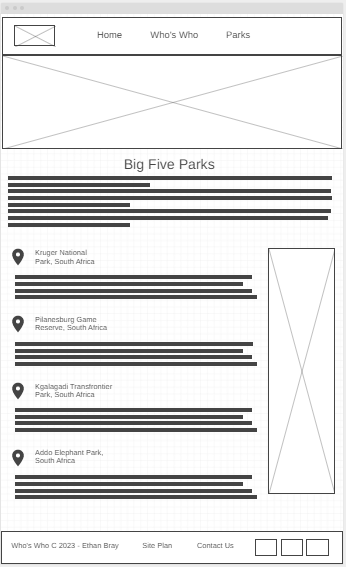 Home Who's Who Parks
Big Five Parks
Kruger National
Park, South Africa
Pilanesburg Game
Reserve, South Africa
Kgalagadi Transfrontier
Park, South Africa
Addo Elephant Park,
South Africa
Who's Who C 2023 - Ethan Bray Site Plan Contact Us